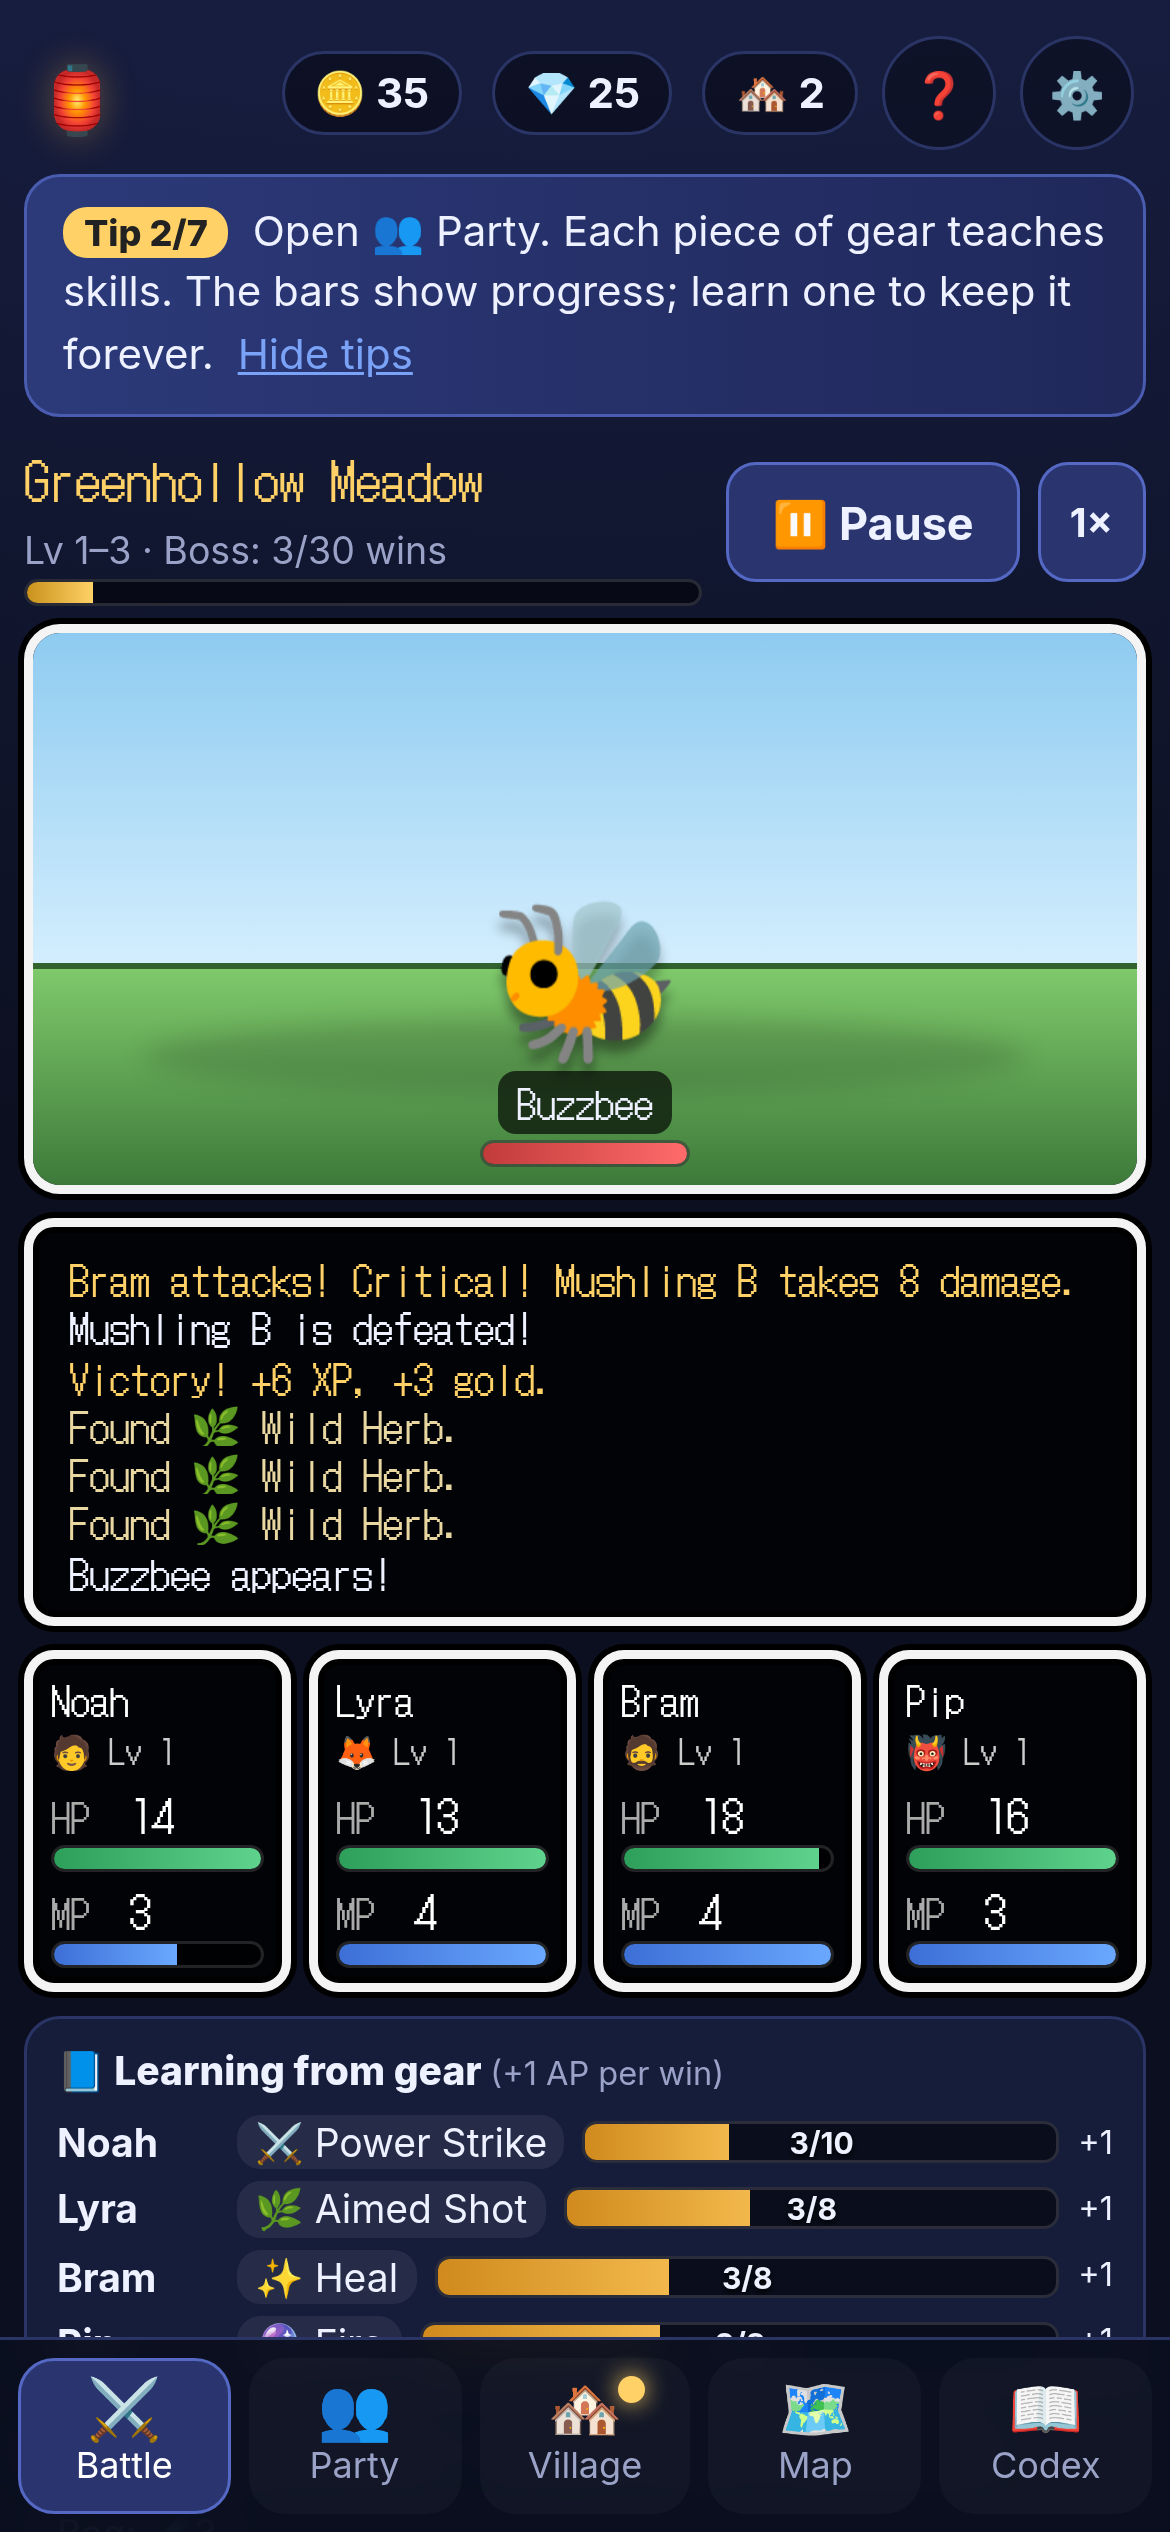 35
25
2
Tip 2/7 Open Party. Each piece of gear teaches
skills. The bars show progress; learn one to keep it
forever. Hide tips
Greenhollow Meadow
Lv 1–3 · Boss: 3/30 wins
Pause
1×
Buzzbee
Bram attacks! Critical! Mushling B takes 8 damage.
Mushling B is defeated!
Victory! +6 XP, +3 gold.
Found Wild Herb.
Found Wild Herb.
Found Wild Herb.
Buzzbee appears!
Noah
Lv 1
HP 14
MP 3
Lyra
Lv 1
HP 13
MP 4
Bram
Lv 1
HP 18
MP 4
Pip
Lv 1
HP 16
MP 3
Learning from gear (+1 AP per win)
Noah Power Strike 3/10 +1
Lyra Aimed Shot 3/8 +1
Bram Heal 3/8 +1
Battle
Party
Village
Map
Codex